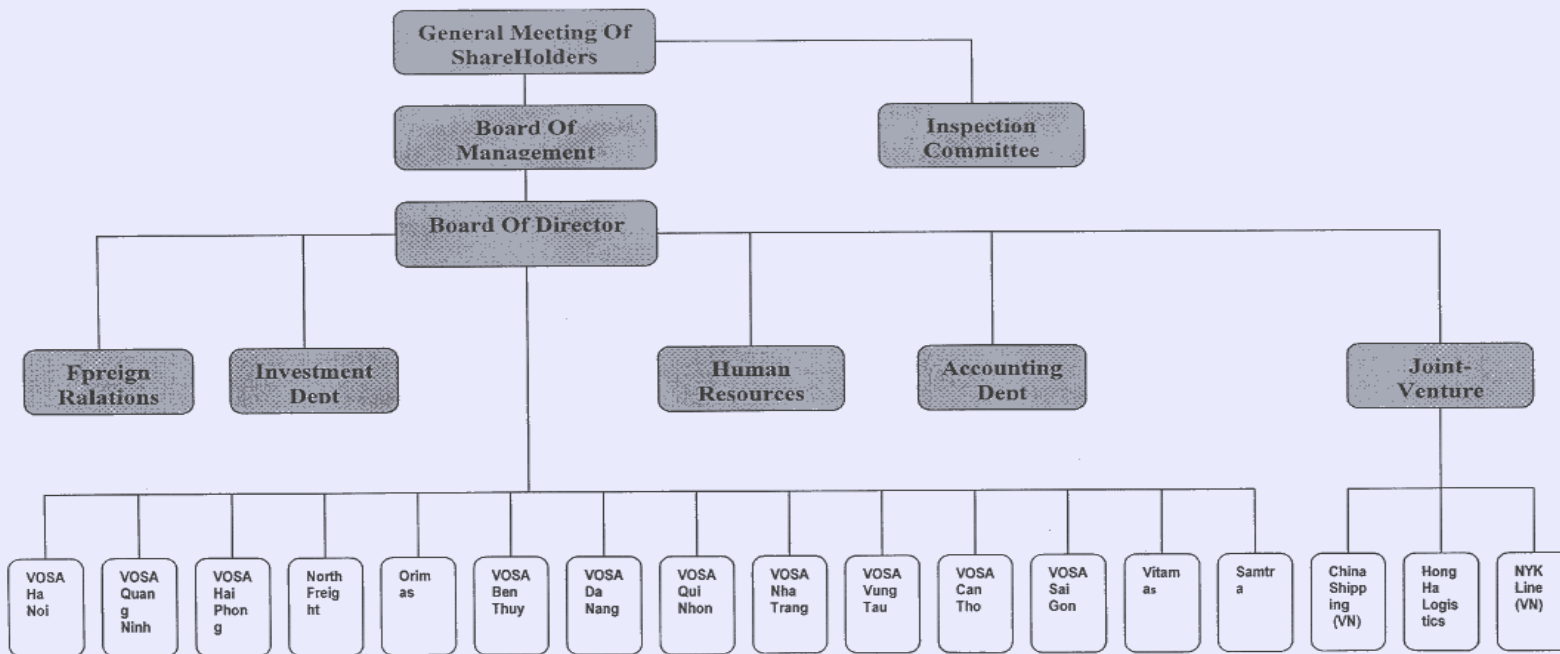 General Meeting Of
ShareHolders
Board Of
Management
Inspection
Committee
Board Of Director
Fpreign
Ralations
Investment
Dept
Human
Resources
Accounting
Dept
Joint-
Venture
VOSA
Ha
Noi
VOSA
Quan
g
Ninh
VOSA
Hai
Phon
g
North
Freig
ht
Orim
as
VOSA
Ben
Thuy
VOSA
Da
Nang
VOSA
Qui
Nhon
VOSA
Nha
Trang
VOSA
Vung
Tau
VOSA
Can
Tho
VOSA
Sai
Gon
Vitam
as
Samtr
a
China
Shipp
ing
(VN)
Hong
Ha
Logis
tics
NYK
Line
(VN)